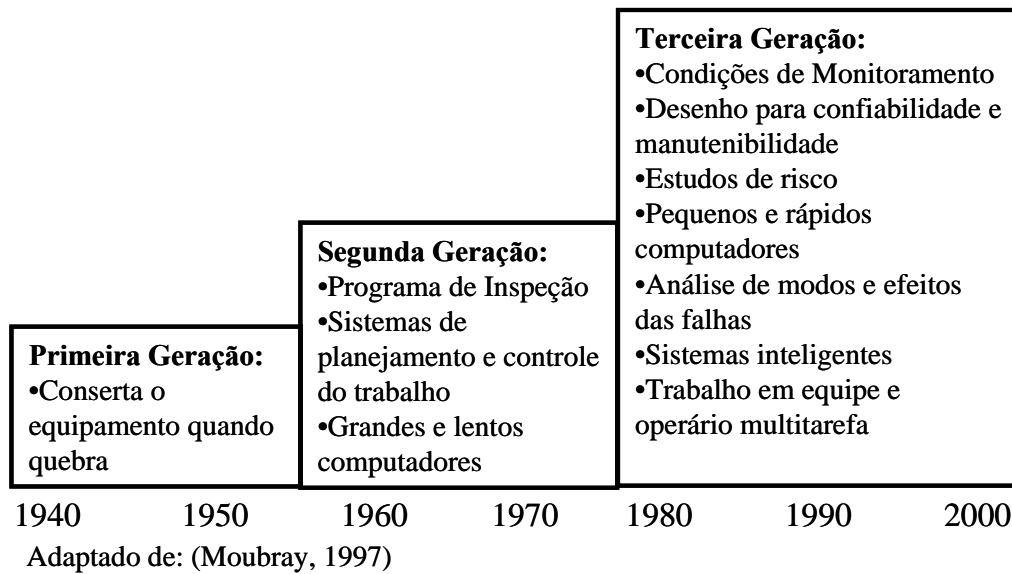 Primeira Geração:
•Conserta o
equipamento quando
quebra
Segunda Geração:
•Programa de Inspeção
•Sistemas de
planejamento e controle
do trabalho
•Grandes e lentos
computadores
Terceira Geração:
•Condições de Monitoramento
•Desenho para confiabilidade e
manutenibilidade
•Estudos de risco
•Pequenos e rápidos
computadores
•Análise de modos e efeitos
das falhas
•Sistemas inteligentes
•Trabalho em equipe e
operário multitarefa
1940 1950 1960 1970 1980 1990 2000
Adaptado de: (Moubray, 1997)